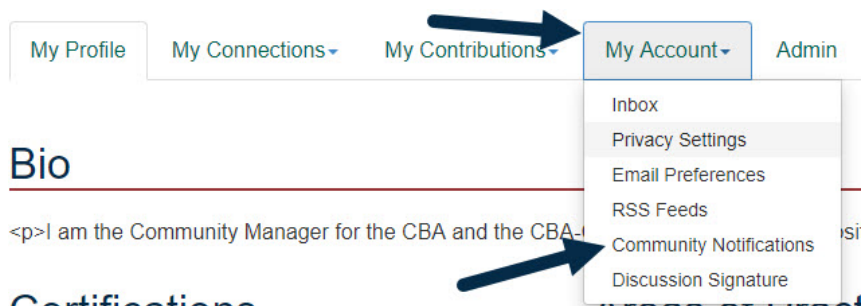 My Profile My Connections My Contributions My Account Admin
Inbox
Privacy Settings
Bio
Email Preferences
RSS Feeds
<p>I am the Community Manager for the CBA and the
Community Notifications
Discussion Signature